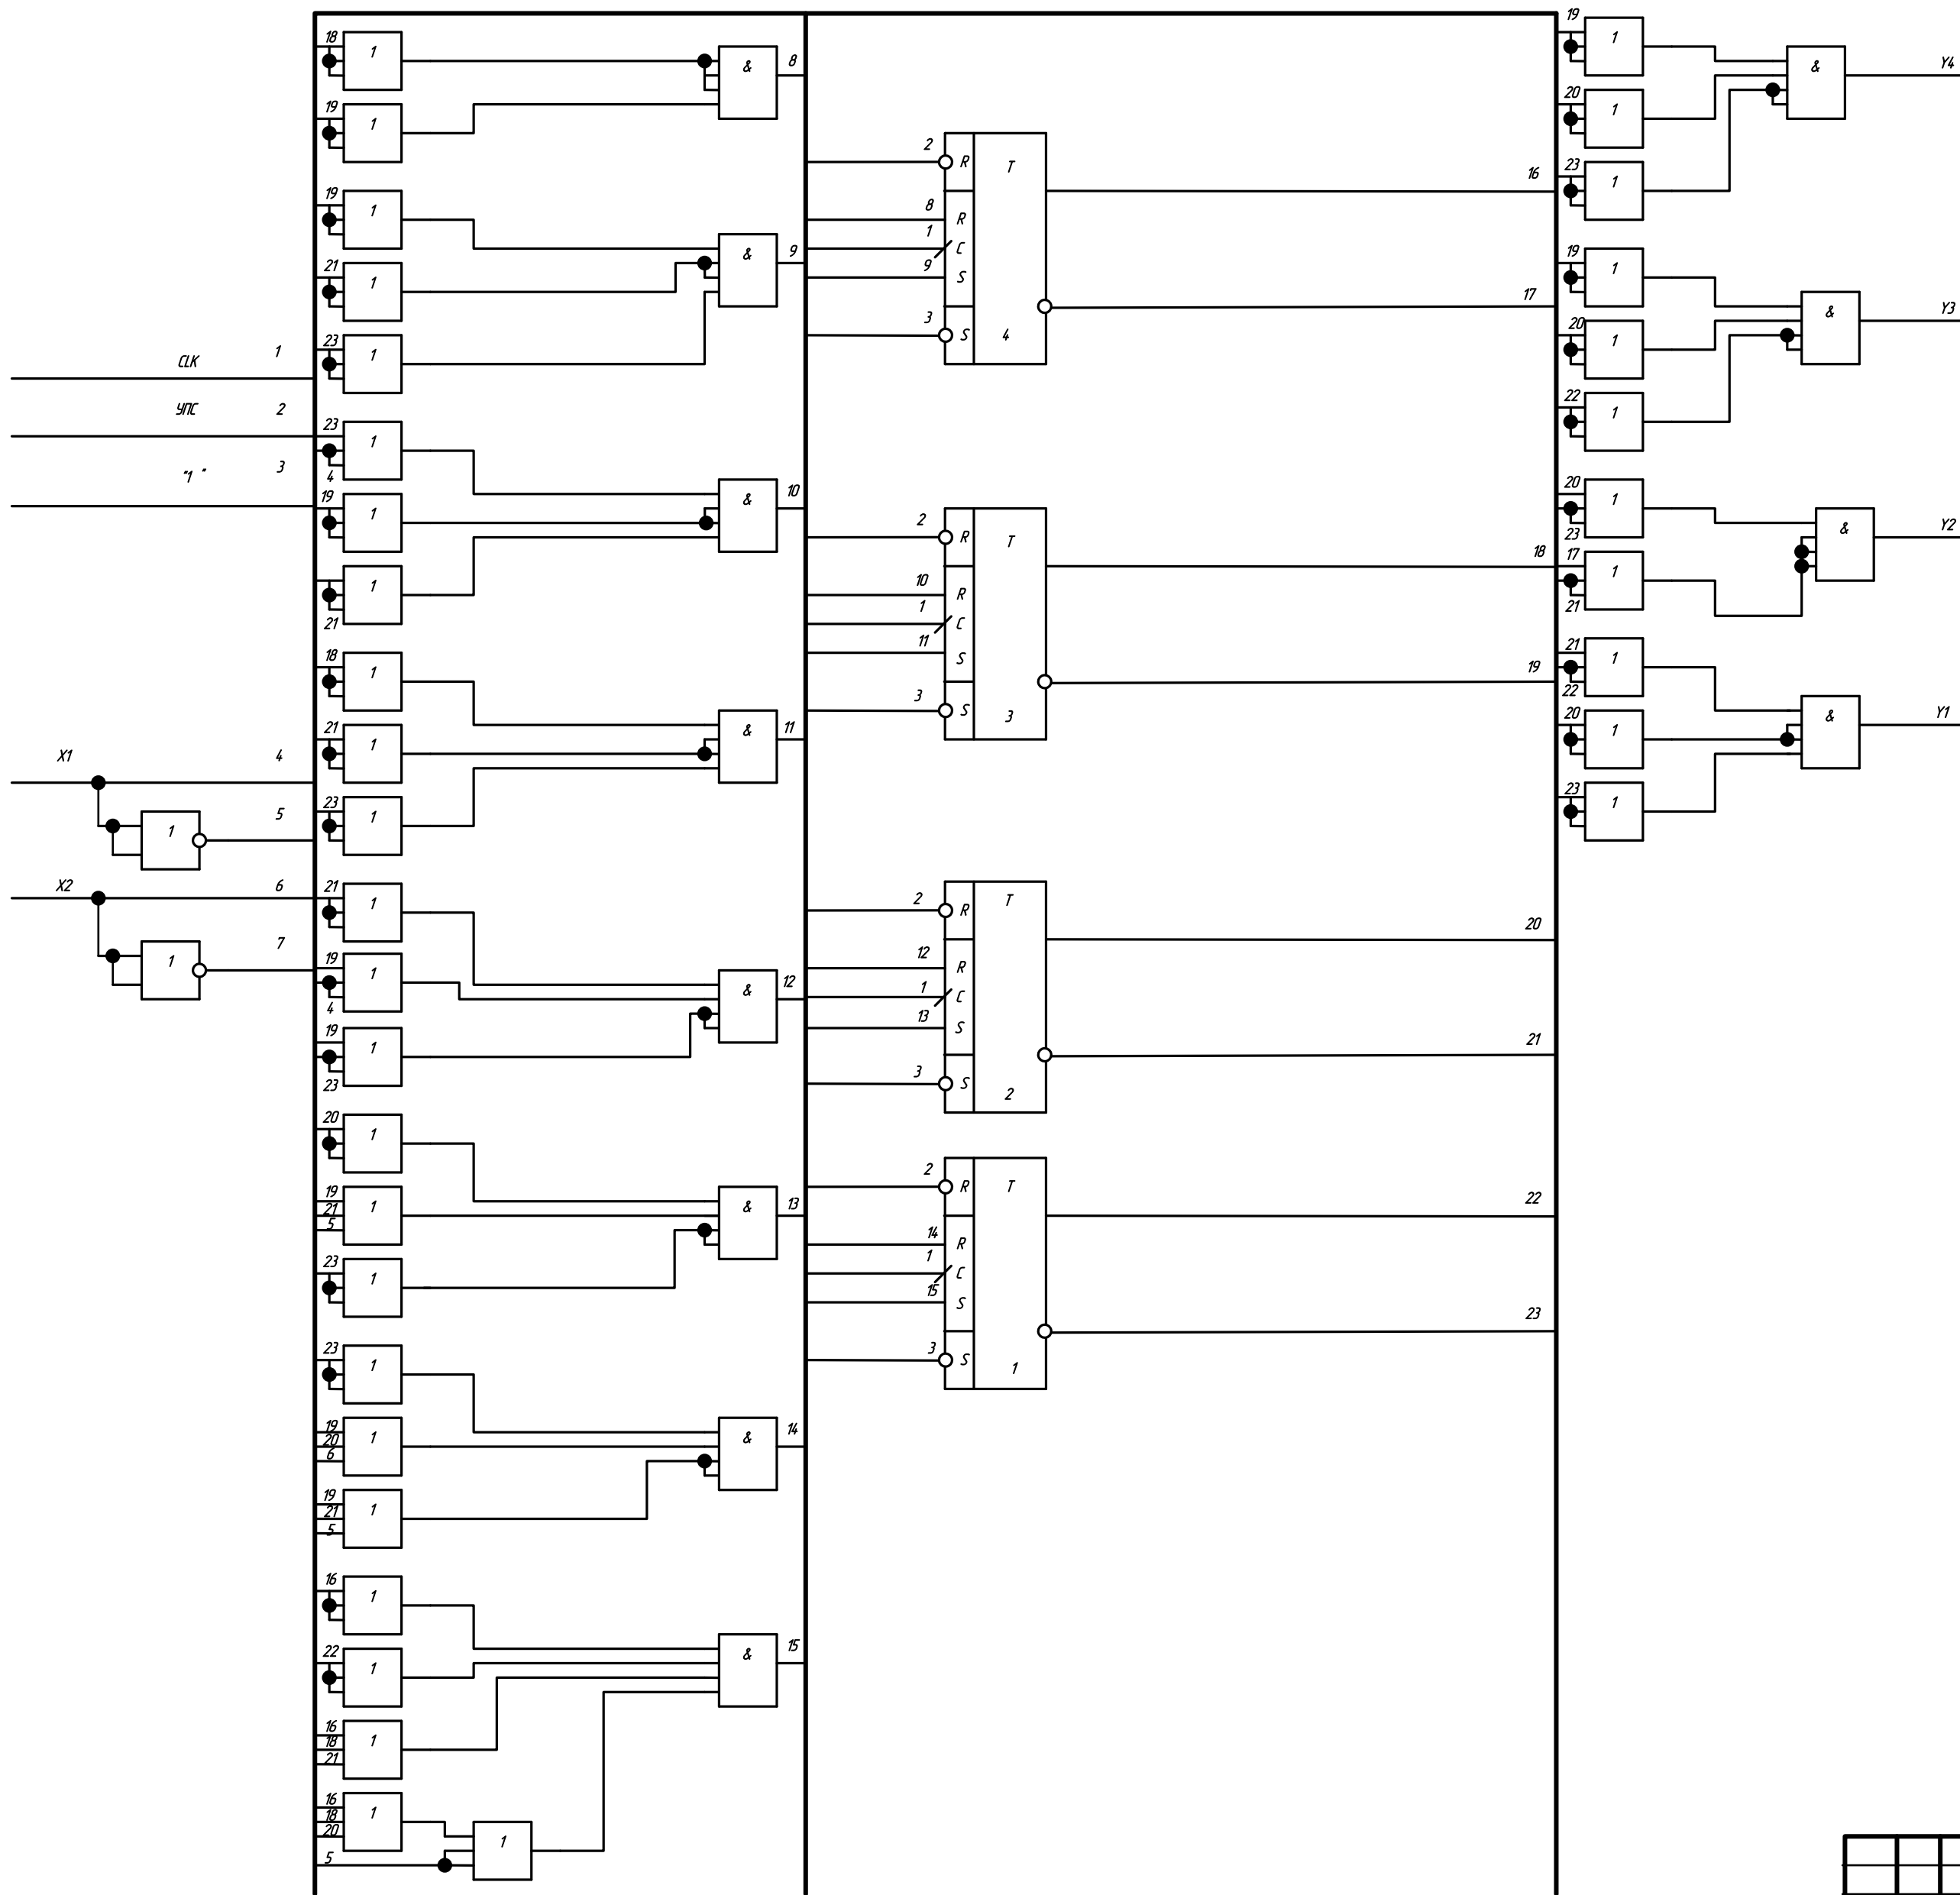 CLK 1
УПС 2
"1" 3
X1 4
1 5
X2 6
1 7
18 1
19 1
& 8
19 1
21 1
23 1
& 9
23 4 1
19 1
21 1
& 10
18 1
21 1
23 1
& 11
21 1
19 4 1
19 23 1
& 12
20 1
19 21 5 1
23 1
& 13
23 1
19 20 6 1
19 21 5 1
& 14
16 1
22 1
16 18 21 1
16 18 20 1
5 1
& 15
2 R T
8 R
1 C
9 S
3 S 4
16
17
2 R T
10 R
1 C
11 S
3 S 3
18
19
2 R T
12 R
1 C
13 S
3 S 2
20
21
2 R T
14 R
1 C
15 S
3 S 1
22
23
19 1
20 1
23 1
& Y4
19 1
20 1
22 1
& Y3
20 23 1
17 21 1
& Y2
21 22 1
20 1
23 1
& Y1